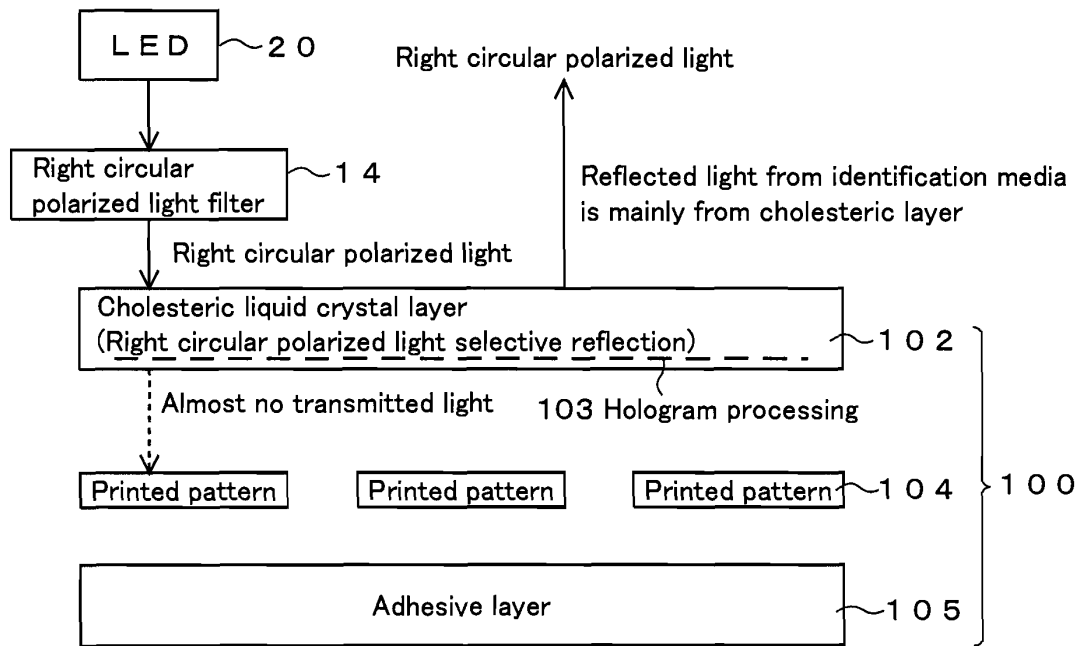 LED
20
Right circular polarized light
Right circular
polarized light filter
14
Reflected light from identification media
is mainly from cholesteric layer
Right circular polarized light
Cholesteric liquid crystal layer
(Right circular polarized light selective reflection)
102
Almost no transmitted light
103 Hologram processing
Printed pattern
Printed pattern
Printed pattern
104
100
Adhesive layer
105